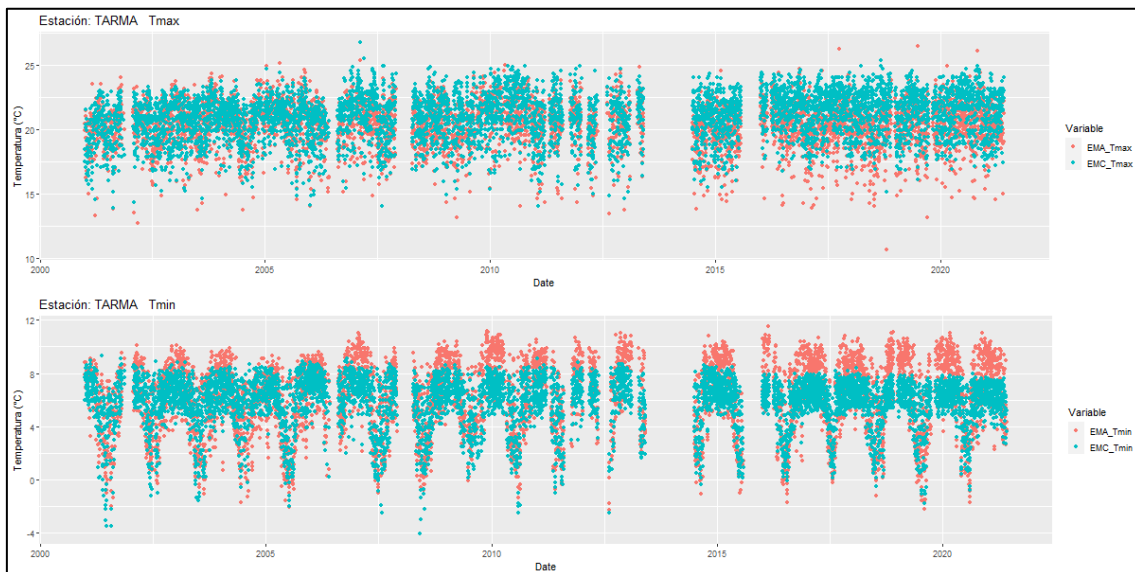 Estación: TARMA Tmax
Temperatura (°C)
25
20
15
10
2000
2005
2010
2015
2020
Date
Variable
EMA_Tmax
EMC_Tmax
Estación: TARMA Tmin
Temperatura (°C)
12
8
4
0
-4
2000
2005
2010
2015
2020
Date
Variable
EMA_Tmin
EMC_Tmin